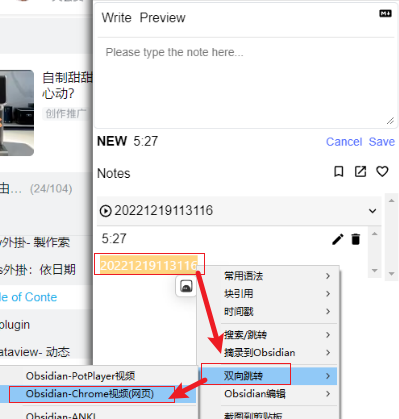 Write Preview
Please type the note here...
自制甜甜
心动?
创作推广
NEW 5:27
Cancel Save
Notes
由... (24/104)
20221219113116
5:27
y外掛- 製作索
20221219113116
s外掛：依日期
常用语法
块引用
le of Conte
时间戳
plugin
搜索/跳转
摘录到Obsidian
ataview- 动态
双向跳转
Obsidian-PotPlayer视频
Obsidian编辑
Obsidian-Chrome视频(网页)
截图到剪贴板
Obsidian-ANKI